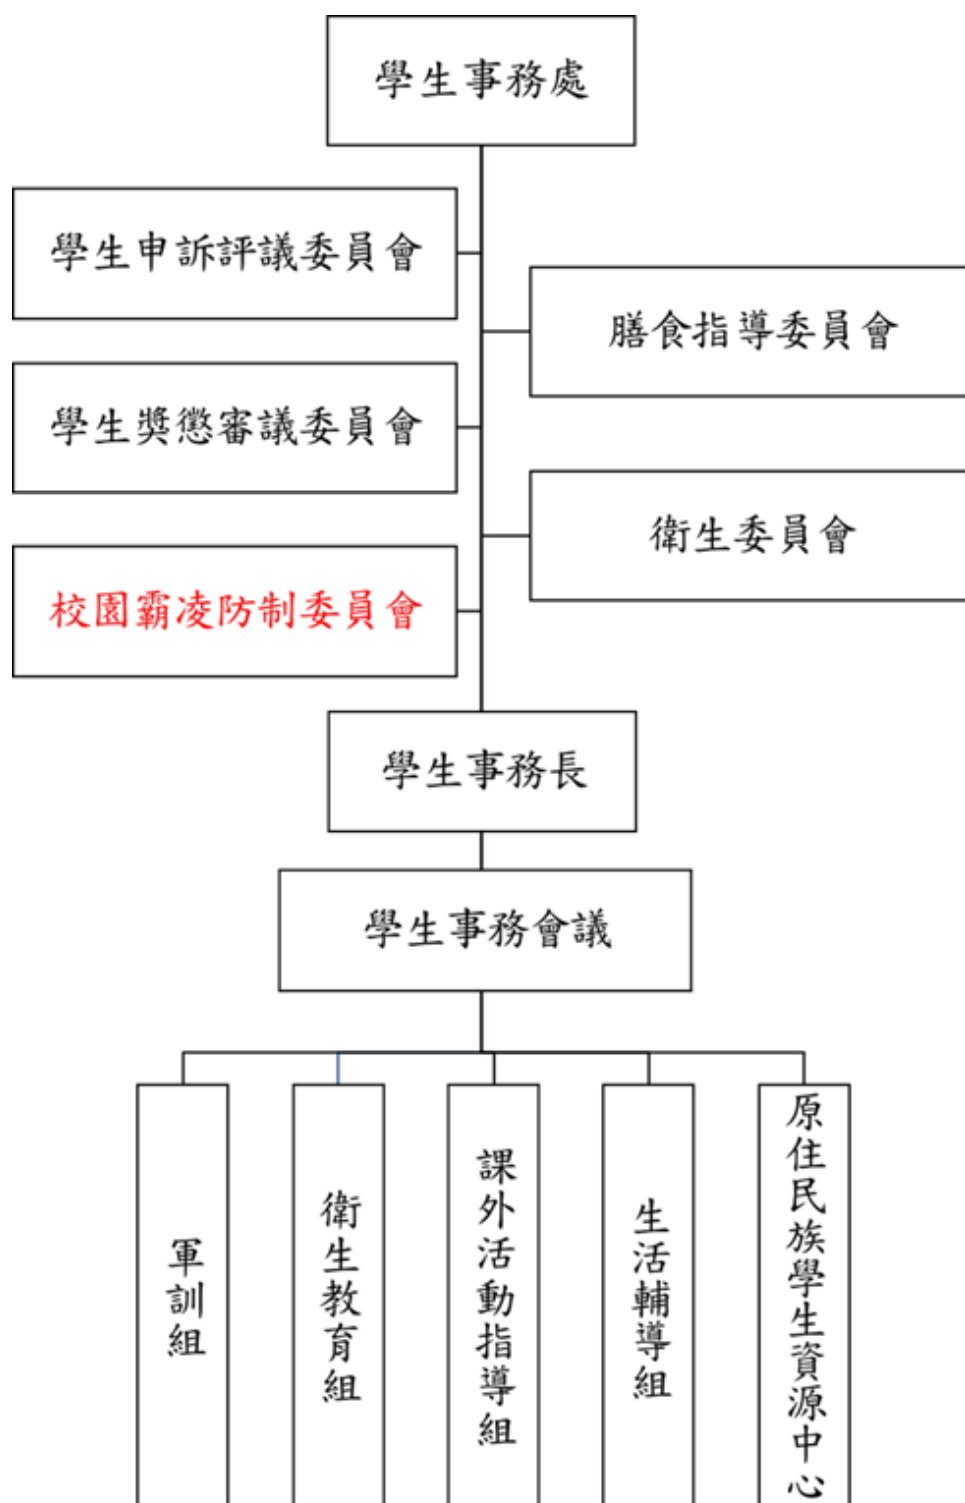 學生事務處
學生申訴評議委員會
膳食指導委員會
學生獎懲審議委員會
衛生委員會
校園霸凌防制委員會
學生事務長
學生事務會議
軍訓組
衛生教育組
課外活動指導組
生活輔導組
原住民族學生資源中心